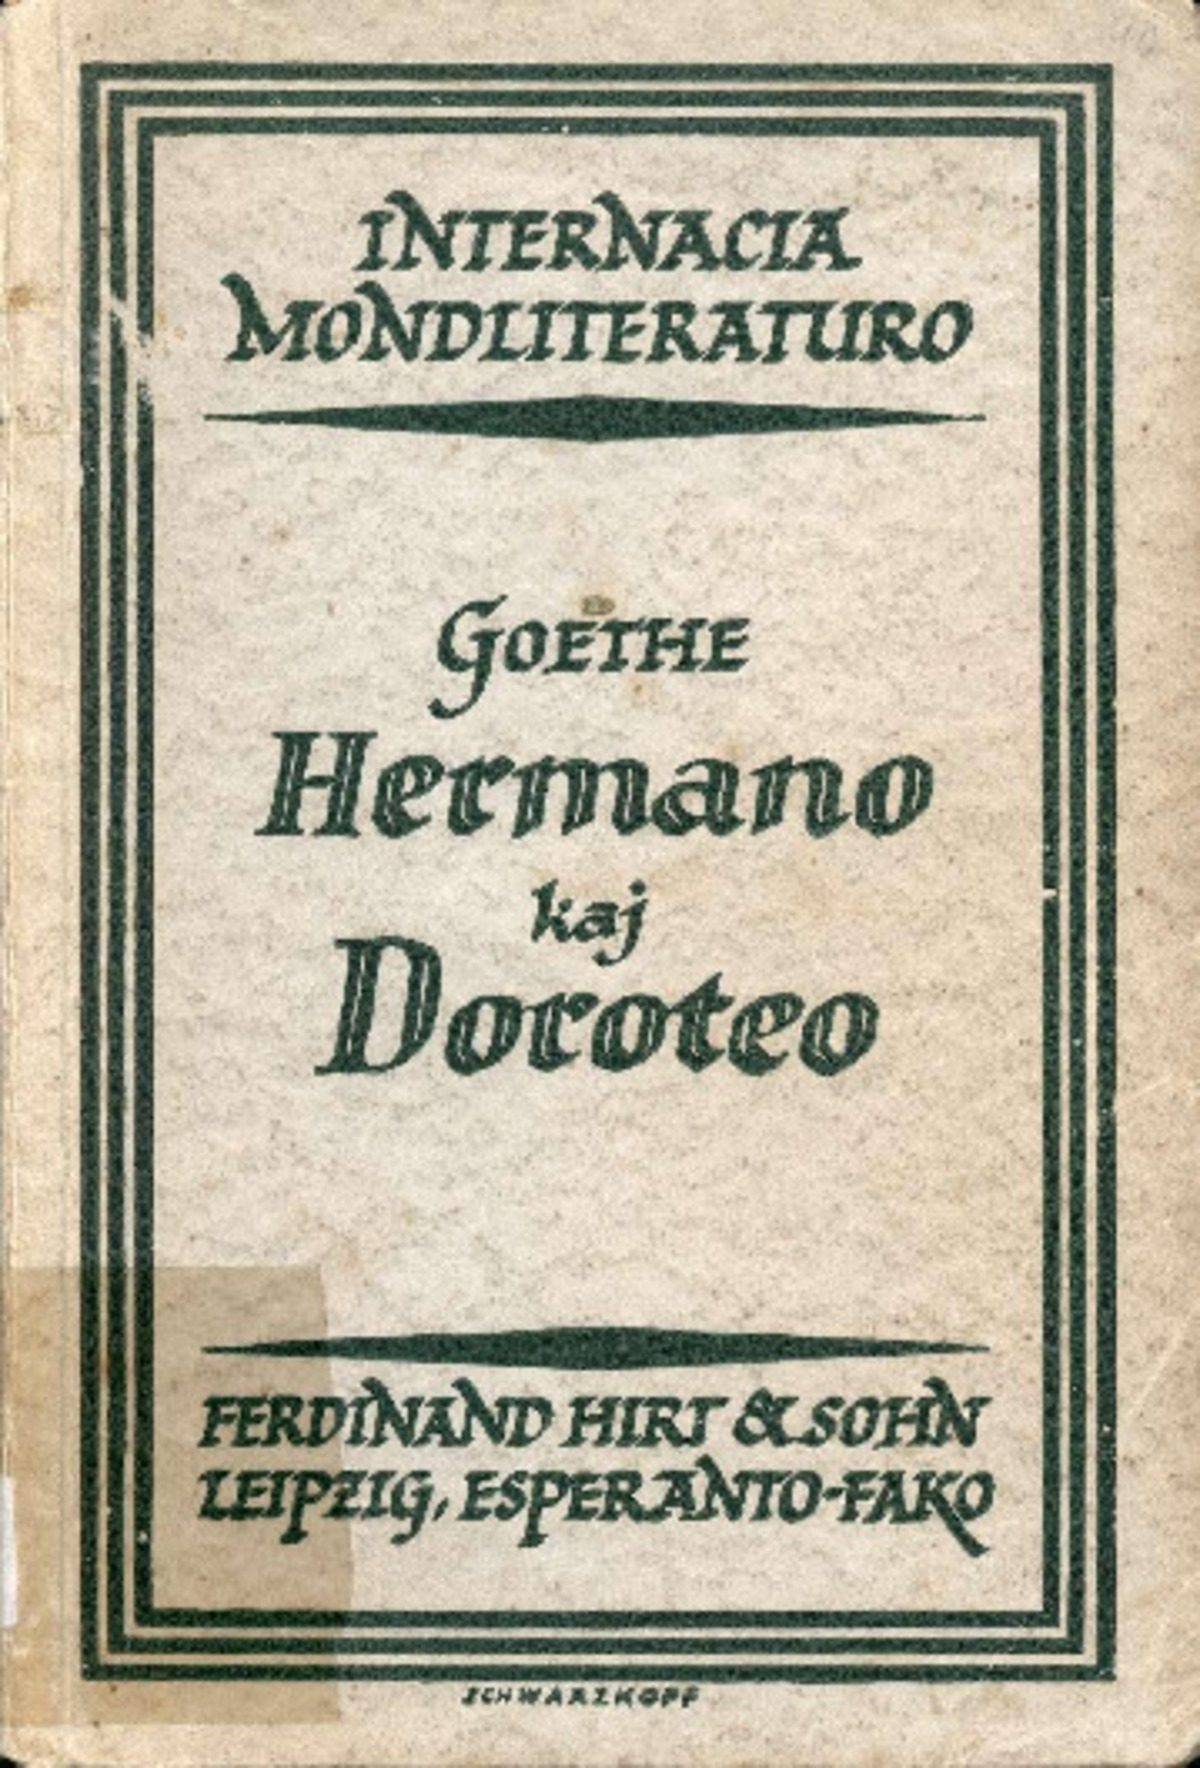 INTERNACIA
MONDLITERATURO
GOETHE
Hermano
kaj
Doroteo
FERDINAND HIRT & SOHN
LEIPZIG, ESPERANTO-FAKO
SCHWARZKOPF